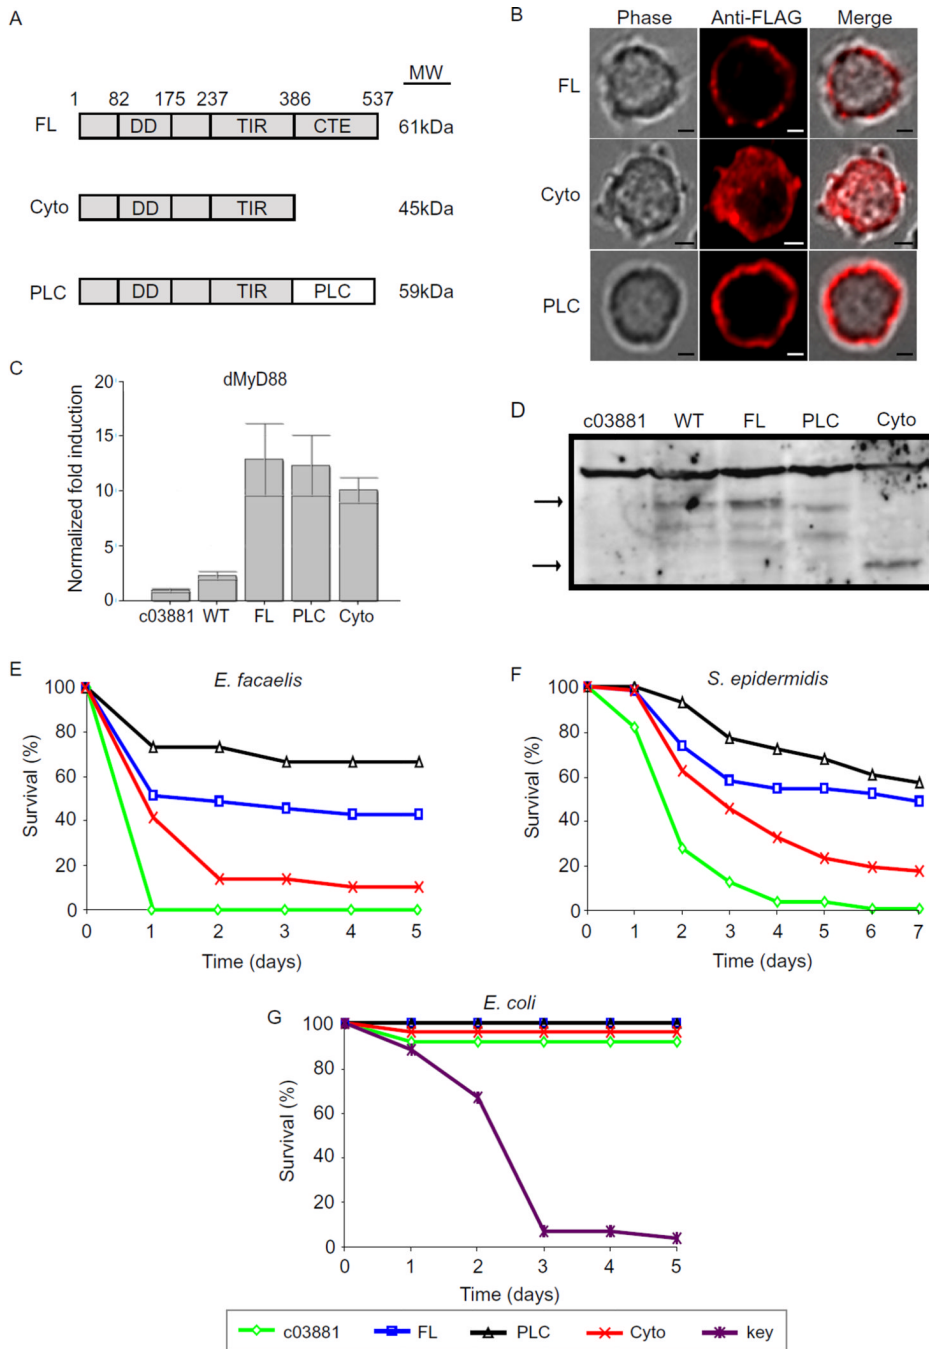 A
MW
1 82 175 237 386 537
FL DD TIR CTE 61kDa
Cyto DD TIR 45kDa
PLC DD TIR PLC 59kDa
B
Phase Anti-FLAG Merge
FL
Cyto
PLC
C
dMyD88
Normalized fold induction
20
15
10
5
0
c03881 WT FL PLC Cyto
D
c03881 WT FL PLC Cyto
E
E. facaelis
Survival (%)
100
80
60
40
20
0
0 1 2 3 4 5
Time (days)
F
S. epidermidis
Survival (%)
100
80
60
40
20
0
0 1 2 3 4 5 6 7
Time (days)
G
E. coli
Survival (%)
100
80
60
40
20
0
0 1 2 3 4 5
Time (days)
c03881 FL PLC Cyto key